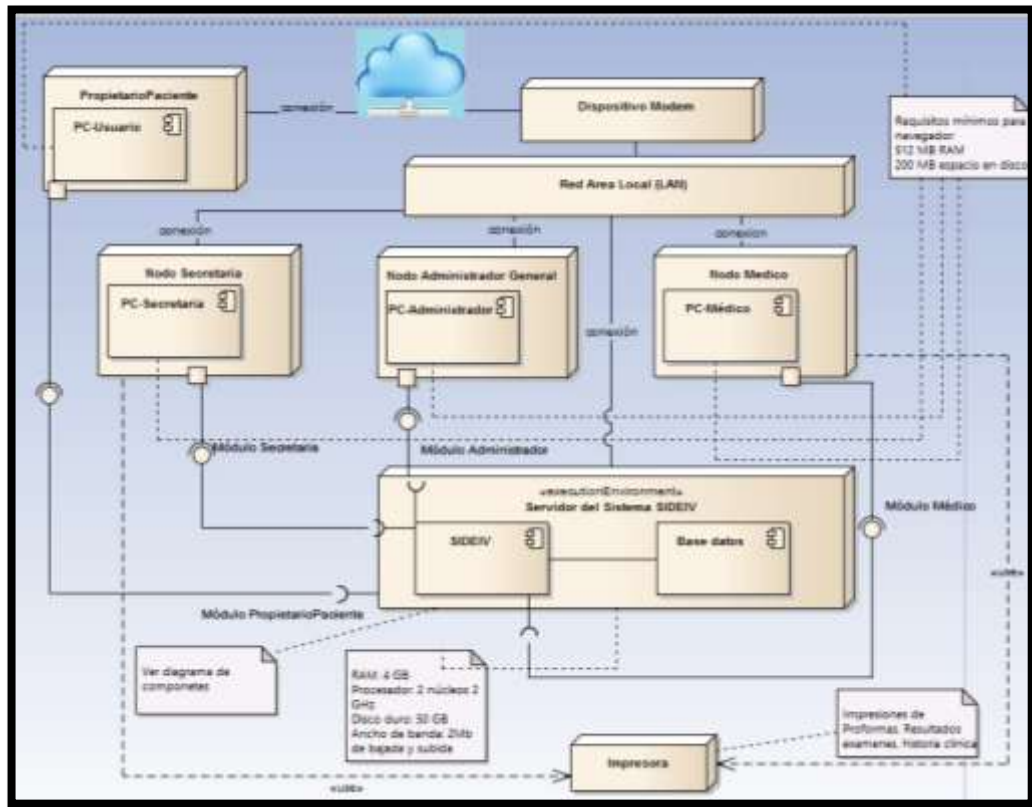 PropietarioPaciente
PC-Usuario
conexión
Dispositivo Modem
Requisitos mínimos para
navegador:
512 MB RAM
200 MB espacio en disco
Red Area Local (LAN)
conexión
conexión
conexion
Nodo Secretaria
PC-Secretaria
Nodo Administrador General
PC-Administrador
Nodo Medico
PC-Médico
conexión
Módulo Secretaria
Módulo Administrador
Módulo Médico
«executionEnvironment»
Servidor del Sistema SIDEIV
SIDEIV
Base datos
«use»
Módulo PropietarioPaciente
Ver diagrama de
componetes
RAM: 4 GB
Procesador: 2 núcleos 2
GHz
Disco duro: 50 GB
Ancho de banda: 2Mb
de bajada y subida
Impresiones de
Proformas, Resultados
examenes, historia clínica
Impresora
«use»